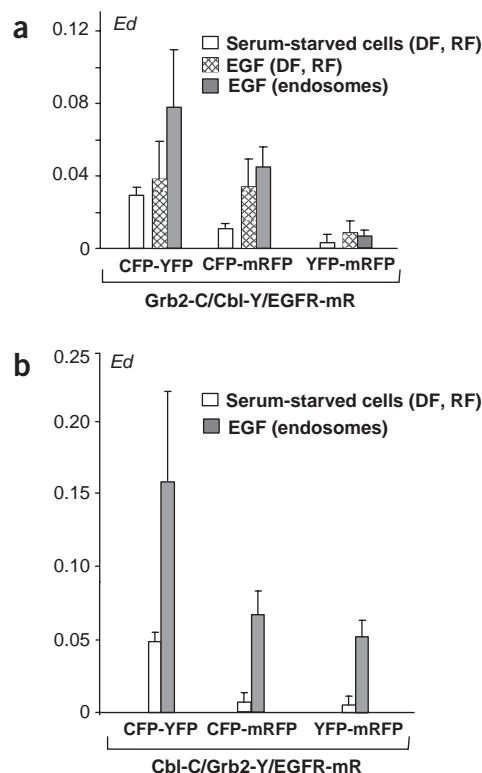 a
Ed
0.12
0.08
0.04
0
Serum-starved cells (DF, RF)
EGF (DF, RF)
EGF (endosomes)
CFP-YFP CFP-mRFP YFP-mRFP
Grb2-C/Cbl-Y/EGFR-mR
b
Ed
0.25
0.20
0.15
0.10
0.05
0
Serum-starved cells (DF, RF)
EGF (endosomes)
CFP-YFP CFP-mRFP YFP-mRFP
Cbl-C/Grb2-Y/EGFR-mR